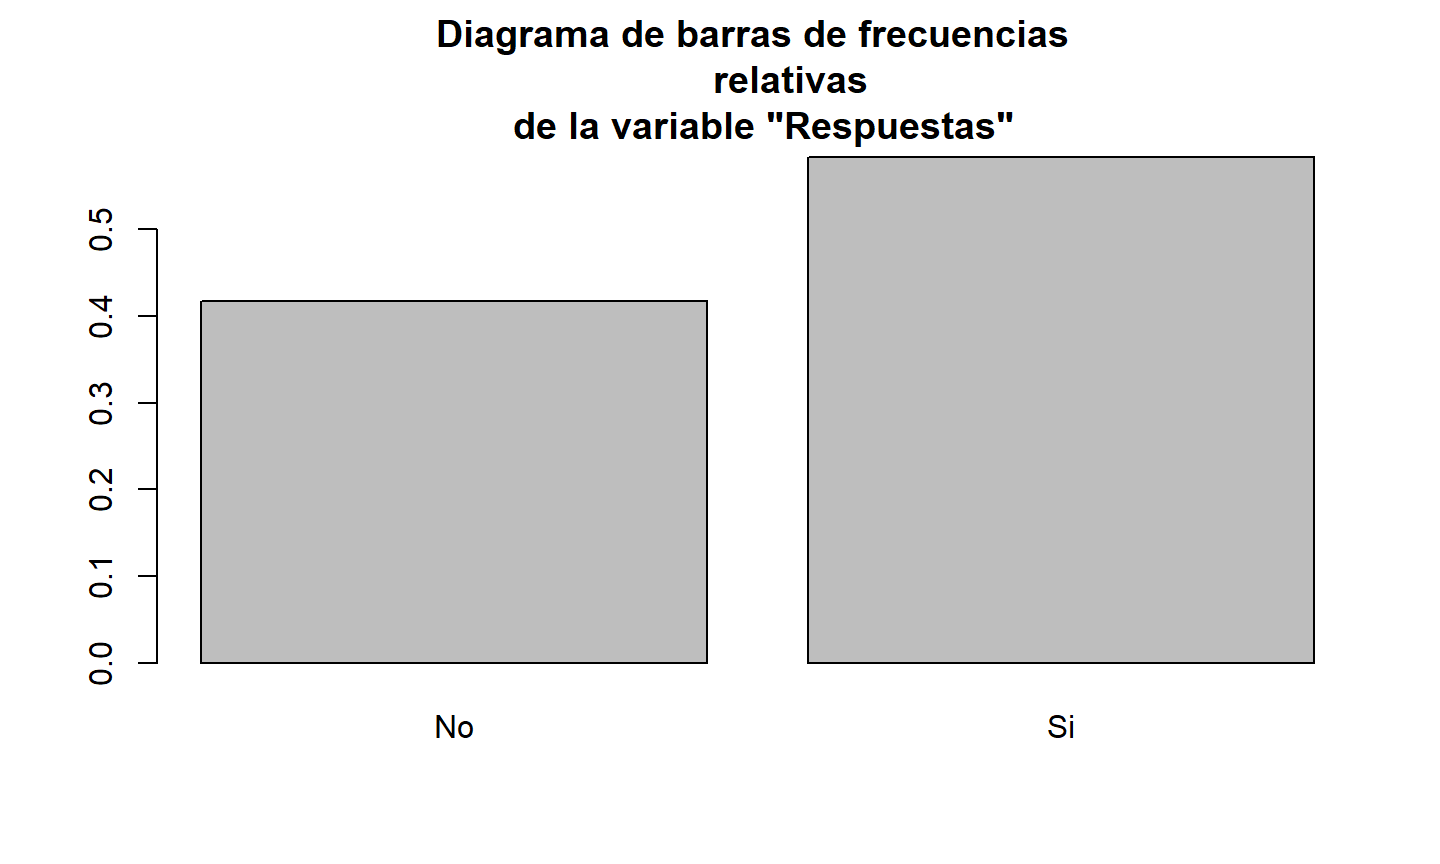 Diagrama de barras de frecuencias
relativas
de la variable "Respuestas"
0.5
0.4
0.3
0.2
0.1
0.0
No
Si